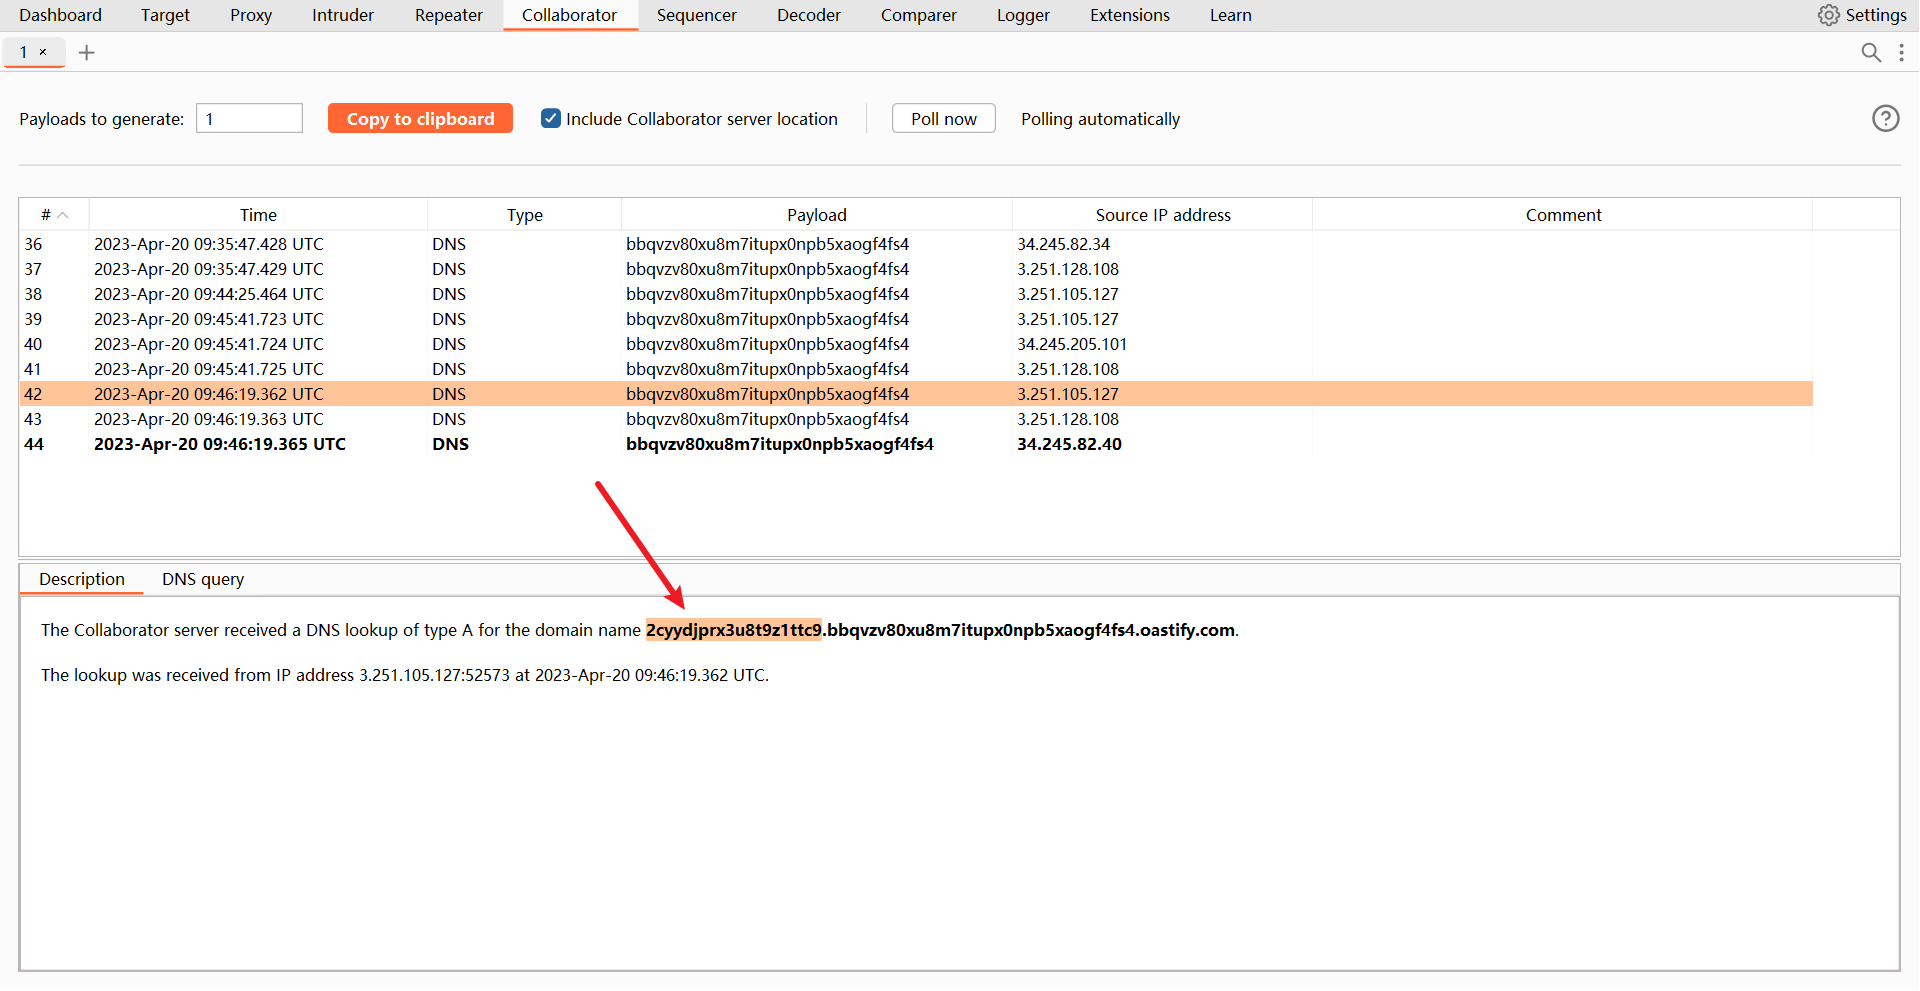 Dashboard Target Proxy Intruder Repeater Collaborator Sequencer Decoder Comparer Logger Extensions Learn Settings
1 × +
Payloads to generate: 1 Copy to clipboard Include Collaborator server location Poll now Polling automatically ?
# Time Type Payload Source IP address Comment
36 2023-Apr-20 09:35:47.428 UTC DNS bbqvzv80xu8m7itupx0npb5xaogf4fs4 34.245.82.34
37 2023-Apr-20 09:35:47.429 UTC DNS bbqvzv80xu8m7itupx0npb5xaogf4fs4 3.251.128.108
38 2023-Apr-20 09:44:25.464 UTC DNS bbqvzv80xu8m7itupx0npb5xaogf4fs4 3.251.105.127
39 2023-Apr-20 09:45:41.723 UTC DNS bbqvzv80xu8m7itupx0npb5xaogf4fs4 3.251.105.127
40 2023-Apr-20 09:45:41.724 UTC DNS bbqvzv80xu8m7itupx0npb5xaogf4fs4 34.245.205.101
41 2023-Apr-20 09:45:41.725 UTC DNS bbqvzv80xu8m7itupx0npb5xaogf4fs4 3.251.128.108
42 2023-Apr-20 09:46:19.362 UTC DNS bbqvzv80xu8m7itupx0npb5xaogf4fs4 3.251.105.127
43 2023-Apr-20 09:46:19.363 UTC DNS bbqvzv80xu8m7itupx0npb5xaogf4fs4 3.251.128.108
44 2023-Apr-20 09:46:19.365 UTC DNS bbqvzv80xu8m7itupx0npb5xaogf4fs4 34.245.82.40
Description DNS query
The Collaborator server received a DNS lookup of type A for the domain name 2cyydjprx3u8t9z1ttc9.bbqvzv80xu8m7itupx0npb5xaogf4fs4.oastify.com.
The lookup was received from IP address 3.251.105.127:52573 at 2023-Apr-20 09:46:19.362 UTC.